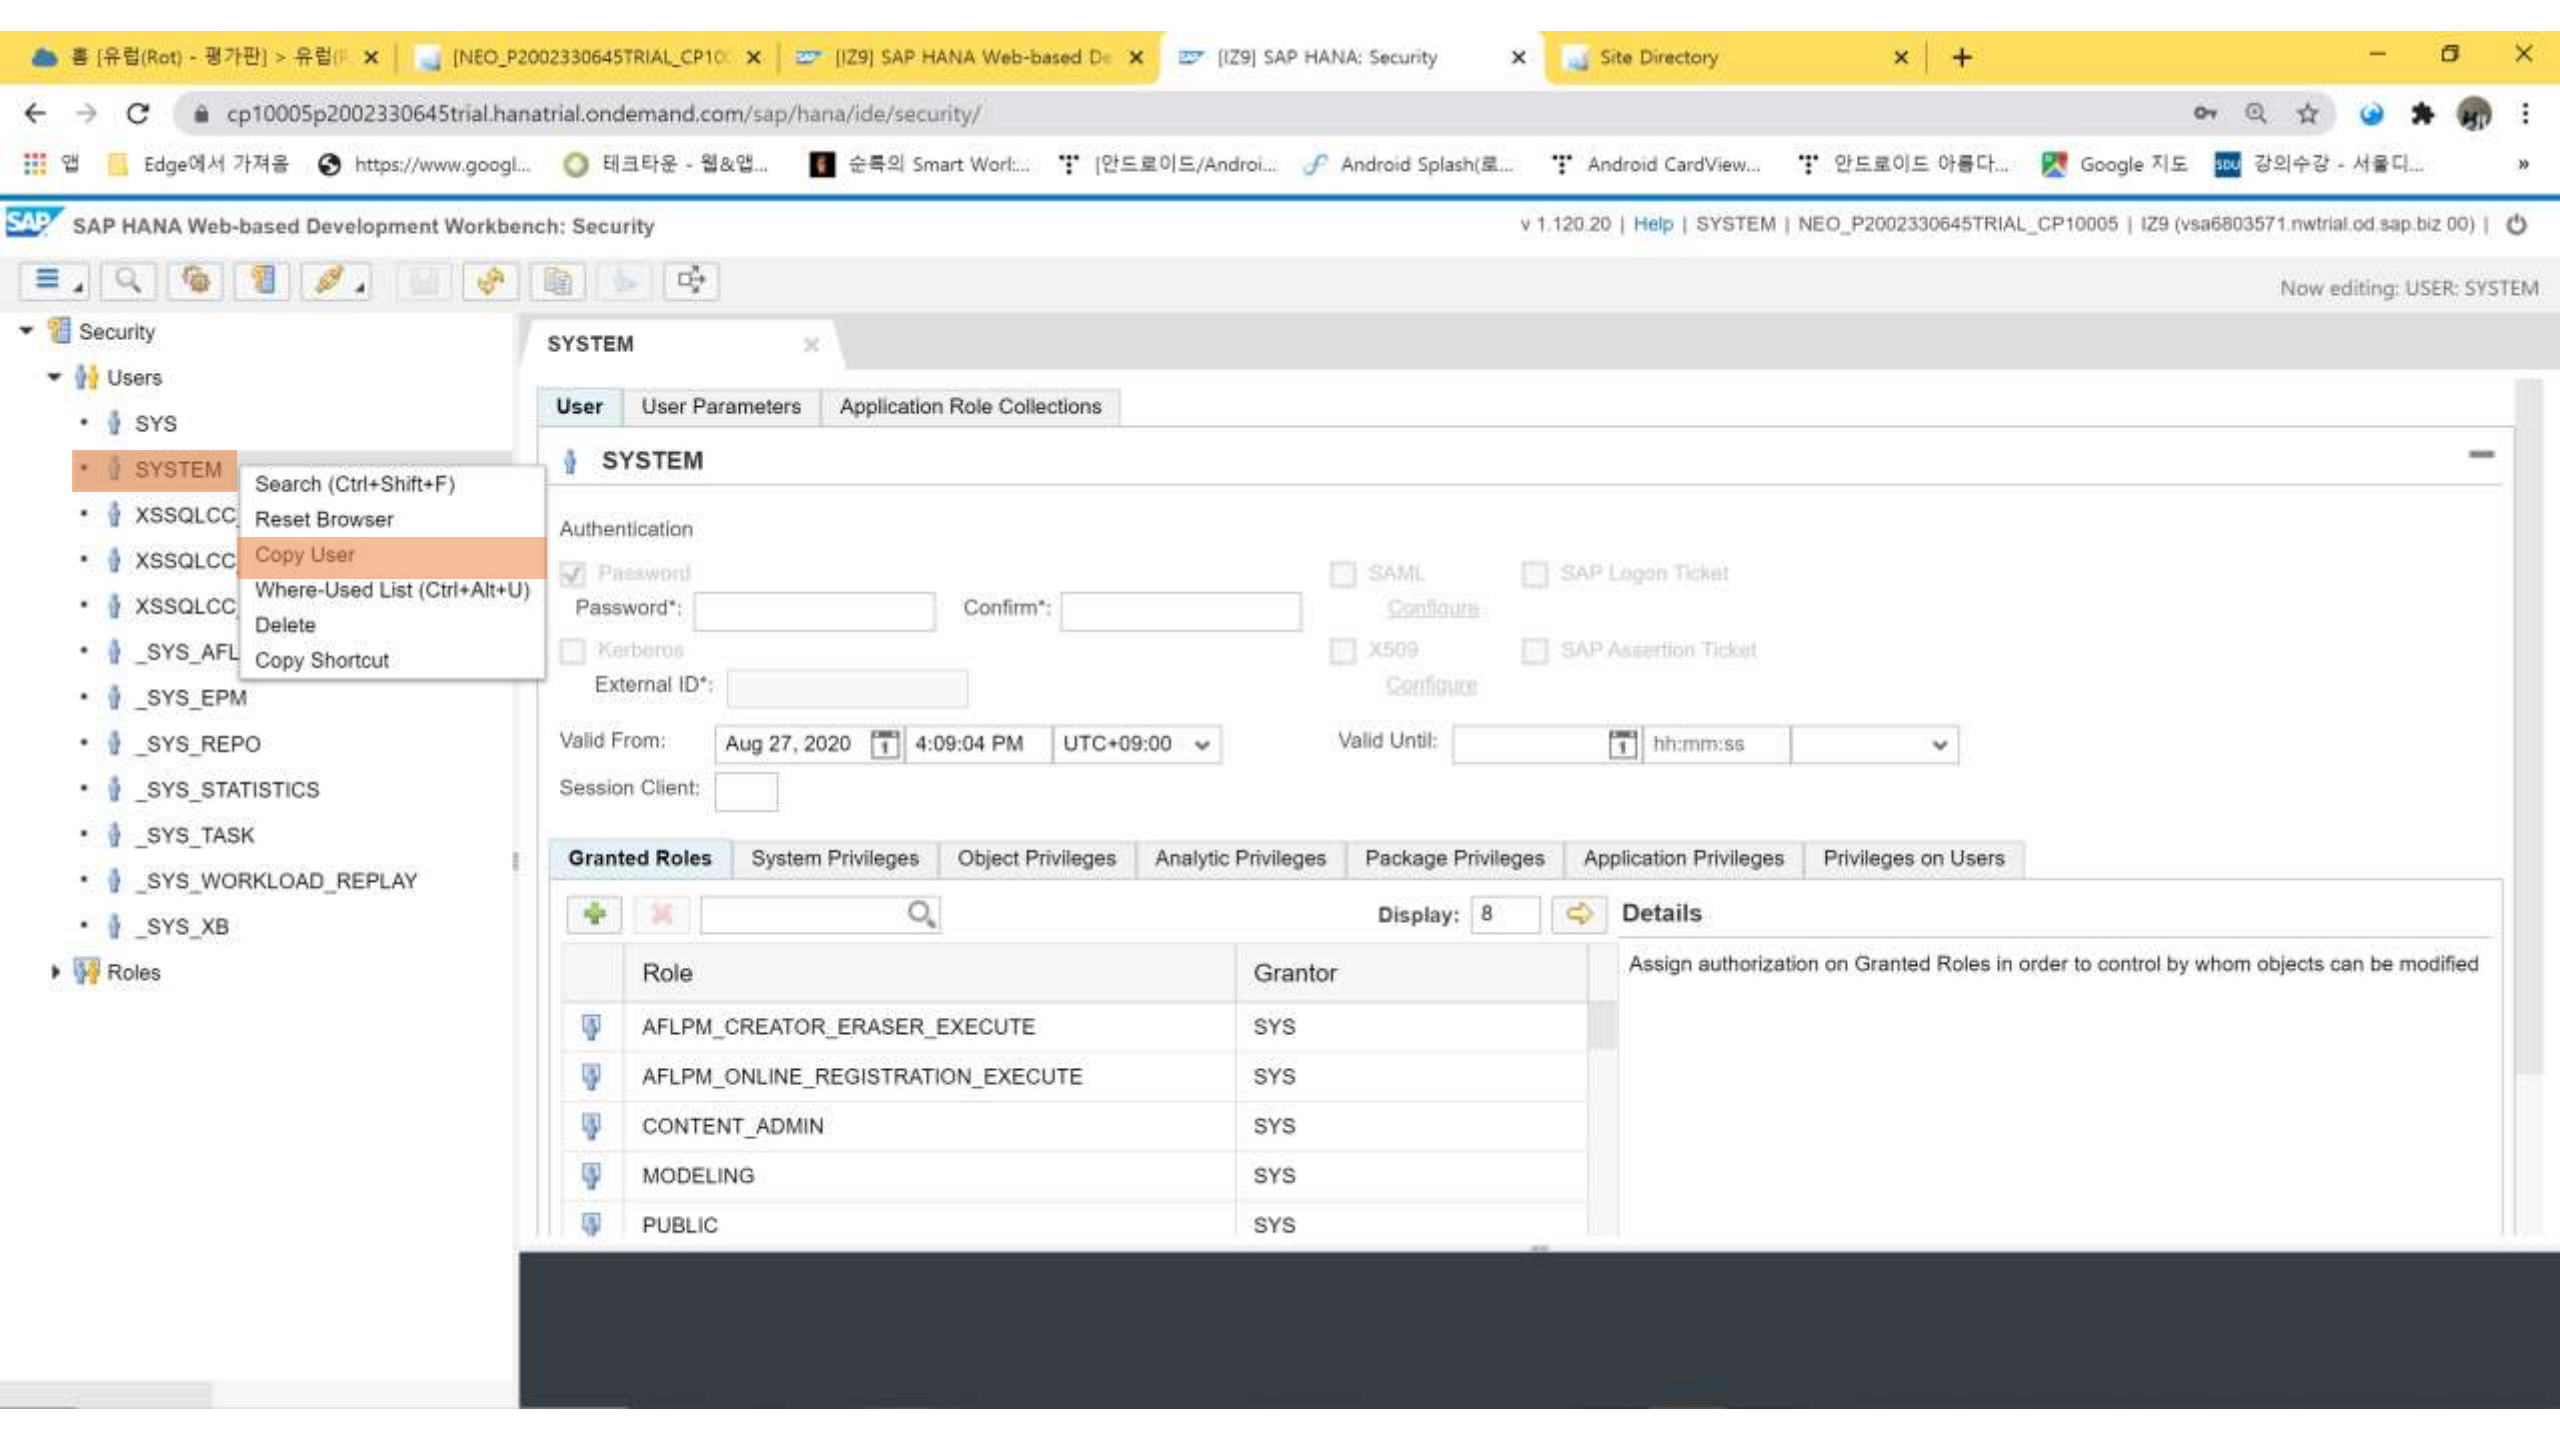 홈 [유럽(Rot) - 평가판] > 유럽(
[NEO_P2002330645TRIAL_CP10
[IZ9] SAP HANA Web-based De
[IZ9] SAP HANA: Security
Site Directory
cp10005p2002330645trial.hanatrial.ondemand.com/sap/hana/ide/security/
앱
Edge에서 가져옴
https://www.googl...
테크타운 - 웹&앱...
순록의 Smart Worl:...
[안드로이드/Androi...
Android Splash(로...
Android CardView...
안드로이드 아름다...
Google 지도
SDU 강의수강 - 서울디...
»
SAP SAP HANA Web-based Development Workbench: Security
v 1.120.20 | Help | SYSTEM | NEO_P2002330645TRIAL_CP10005 | IZ9 (vsa6803571.nwtrial.od.sap.biz 00) |
Now editing: USER: SYSTEM
Security
Users
SYS
SYSTEM
XSSQLCC_
XSSQLCC_
XSSQLCC_
_SYS_AFL
_SYS_EPM
_SYS_REPO
_SYS_STATISTICS
_SYS_TASK
_SYS_WORKLOAD_REPLAY
_SYS_XB
Roles
Search (Ctrl+Shift+F)
Reset Browser
Copy User
Where-Used List (Ctrl+Alt+U)
Delete
Copy Shortcut
SYSTEM
User User Parameters Application Role Collections
SYSTEM
Authentication
Password SAML SAP Logon Ticket
Password*: Confirm*: Configure
Kerberos X509 SAP Assertion Ticket
External ID*: Configure
Valid From: Aug 27, 2020 4:09:04 PM UTC+09:00 Valid Until: hh:mm:ss
Session Client:
Granted Roles System Privileges Object Privileges Analytic Privileges Package Privileges Application Privileges Privileges on Users
Display: 8 Details
Role Grantor
Assign authorization on Granted Roles in order to control by whom objects can be modified
AFLPM_CREATOR_ERASER_EXECUTE SYS
AFLPM_ONLINE_REGISTRATION_EXECUTE SYS
CONTENT_ADMIN SYS
MODELING SYS
PUBLIC SYS